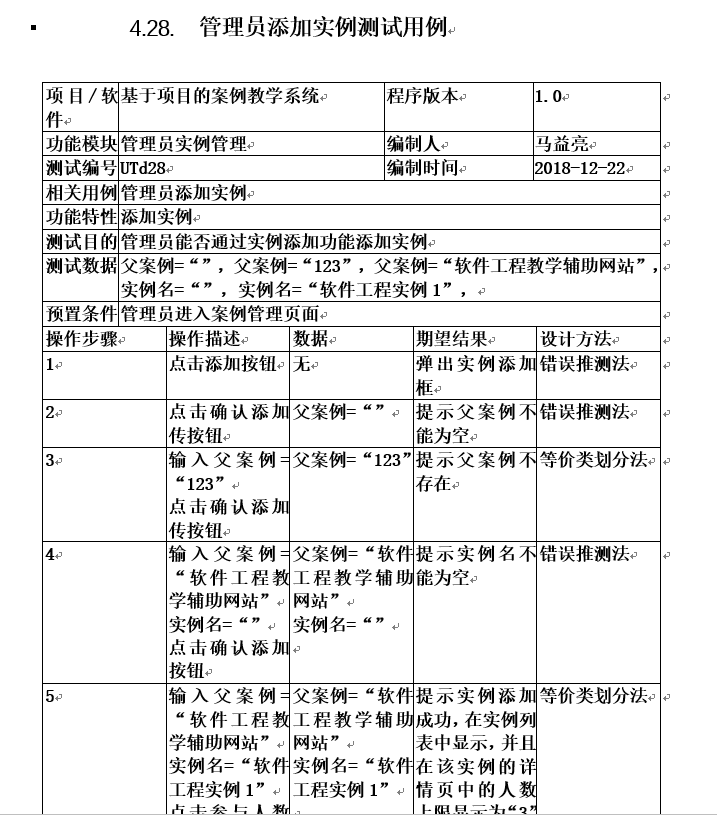 4.28. 管理员添加实例测试用例
项目/软件 基于项目的案例教学系统 程序版本 1.0
功能模块 管理员实例管理 编制人 马益亮
测试编号 UTd28 编制时间 2018-12-22
相关用例 管理员添加实例
功能特性 添加实例
测试目的 管理员能否通过实例添加功能添加实例
测试数据 父案例=“”，父案例=“123”，父案例=“软件工程教学辅助网站”，
实例名=“”，实例名=“软件工程实例 1”，
预置条件 管理员进入案例管理页面
操作步骤 操作描述 数据 期望结果 设计方法
1 点击添加按钮 无 弹出实例添加框 错误推测法
2 点击确认添加传按钮 父案例=“” 提示父案例不能为空 错误推测法
3 输入父案例=“123” 点击确认添加传按钮 父案例=“123” 提示父案例不存在 等价类划分法
4 输入父案例=“软件工程教学辅助网站” 实例名=“” 点击确认添加按钮 父案例=“软件工程教学辅助网站” 实例名=“” 提示实例名不能为空 错误推测法
5 输入父案例=“软件工程教学辅助网站” 实例名=“软件工程实例 1” 点击参与人数 父案例=“软件工程教学辅助网站” 实例名=“软件工程实例 1” 提示实例添加成功，在实例列表中显示，并且在该实例的详情页中的人数上限显示为“3” 等价类划分法